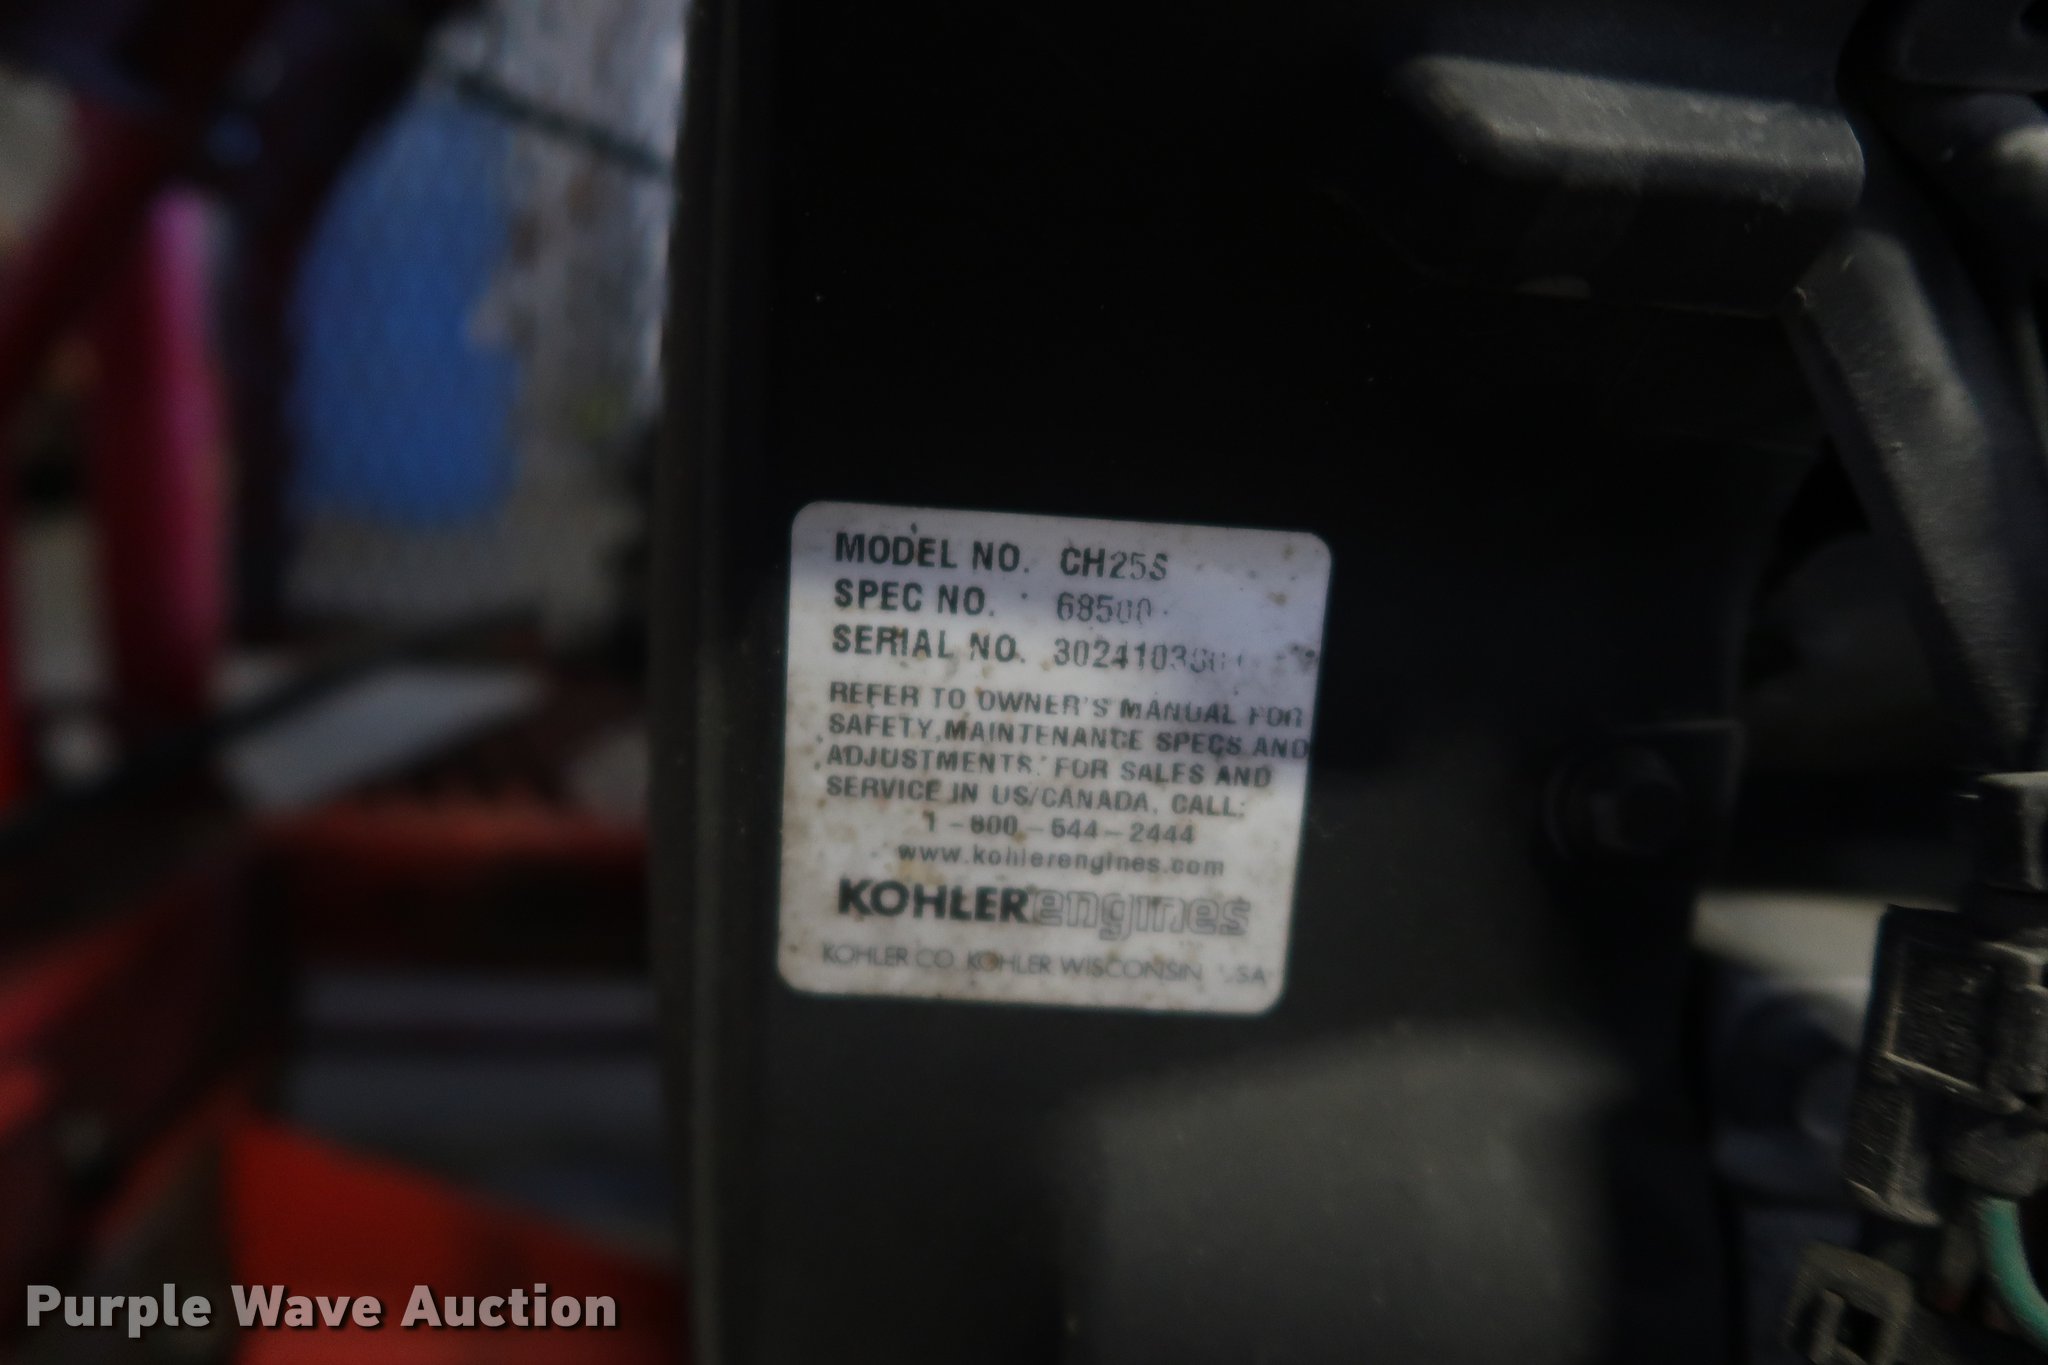 MODEL NO. CH25S
SPEC NO. 68500
SERIAL NO.
REFER TO OWNER'S MANUAL FOR
SAFETY, MAINTENANCE SPECS AND
ADJUSTMENTS. FOR SALES AND
SERVICE IN US/CANADA, CALL:
1-800-544-2444
www.kohlerengines.com
KOHLERengines
KOHLER CO. KOHLER WISCONSIN USA
Purple Wave Auction